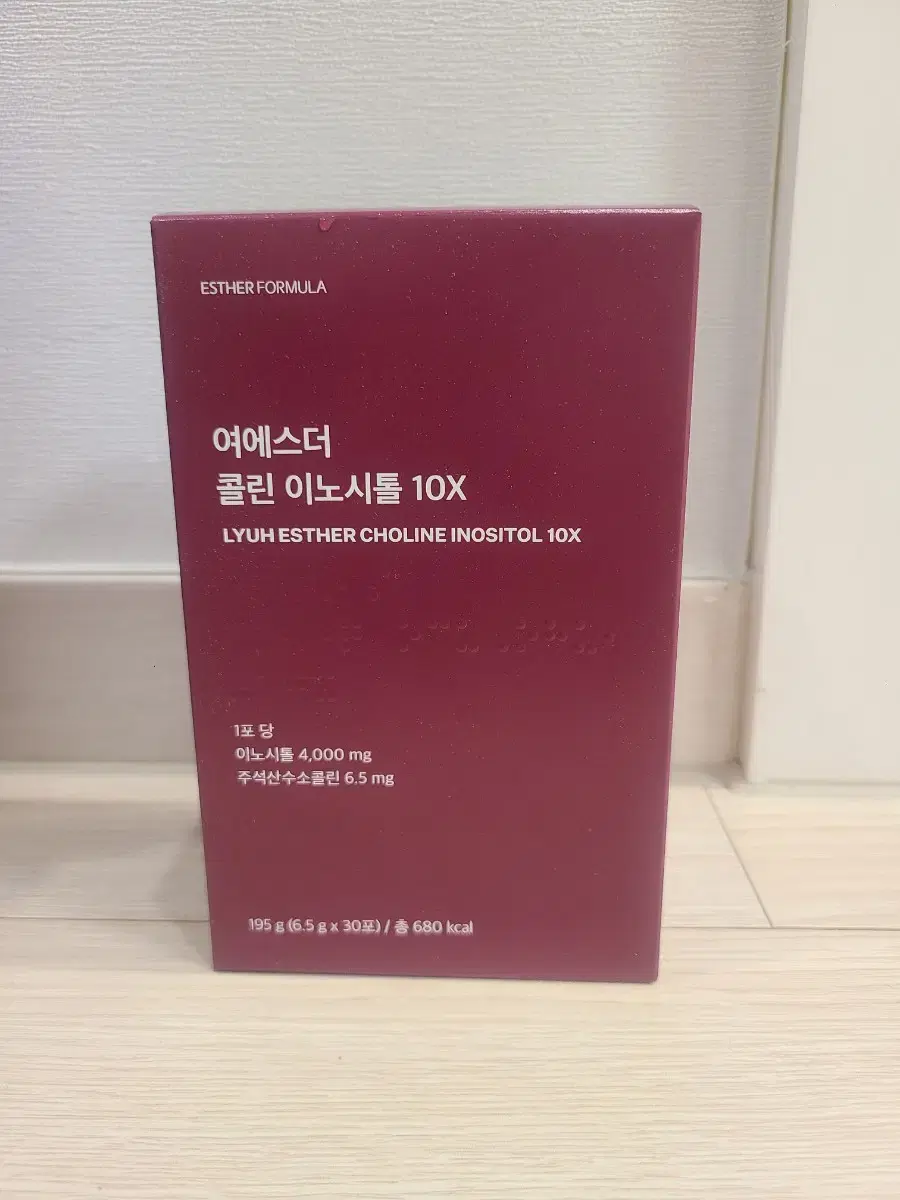 ESTHER FORMULA
여에스더
콜린 이노시톨 10X
LYUH ESTHER CHOLINE INOSITOL 10X
1포 당
이노시톨 4,000 mg
주석산수소콜린 6.5 mg
195 g (6.5 g x 30포) / 총 680 kcal